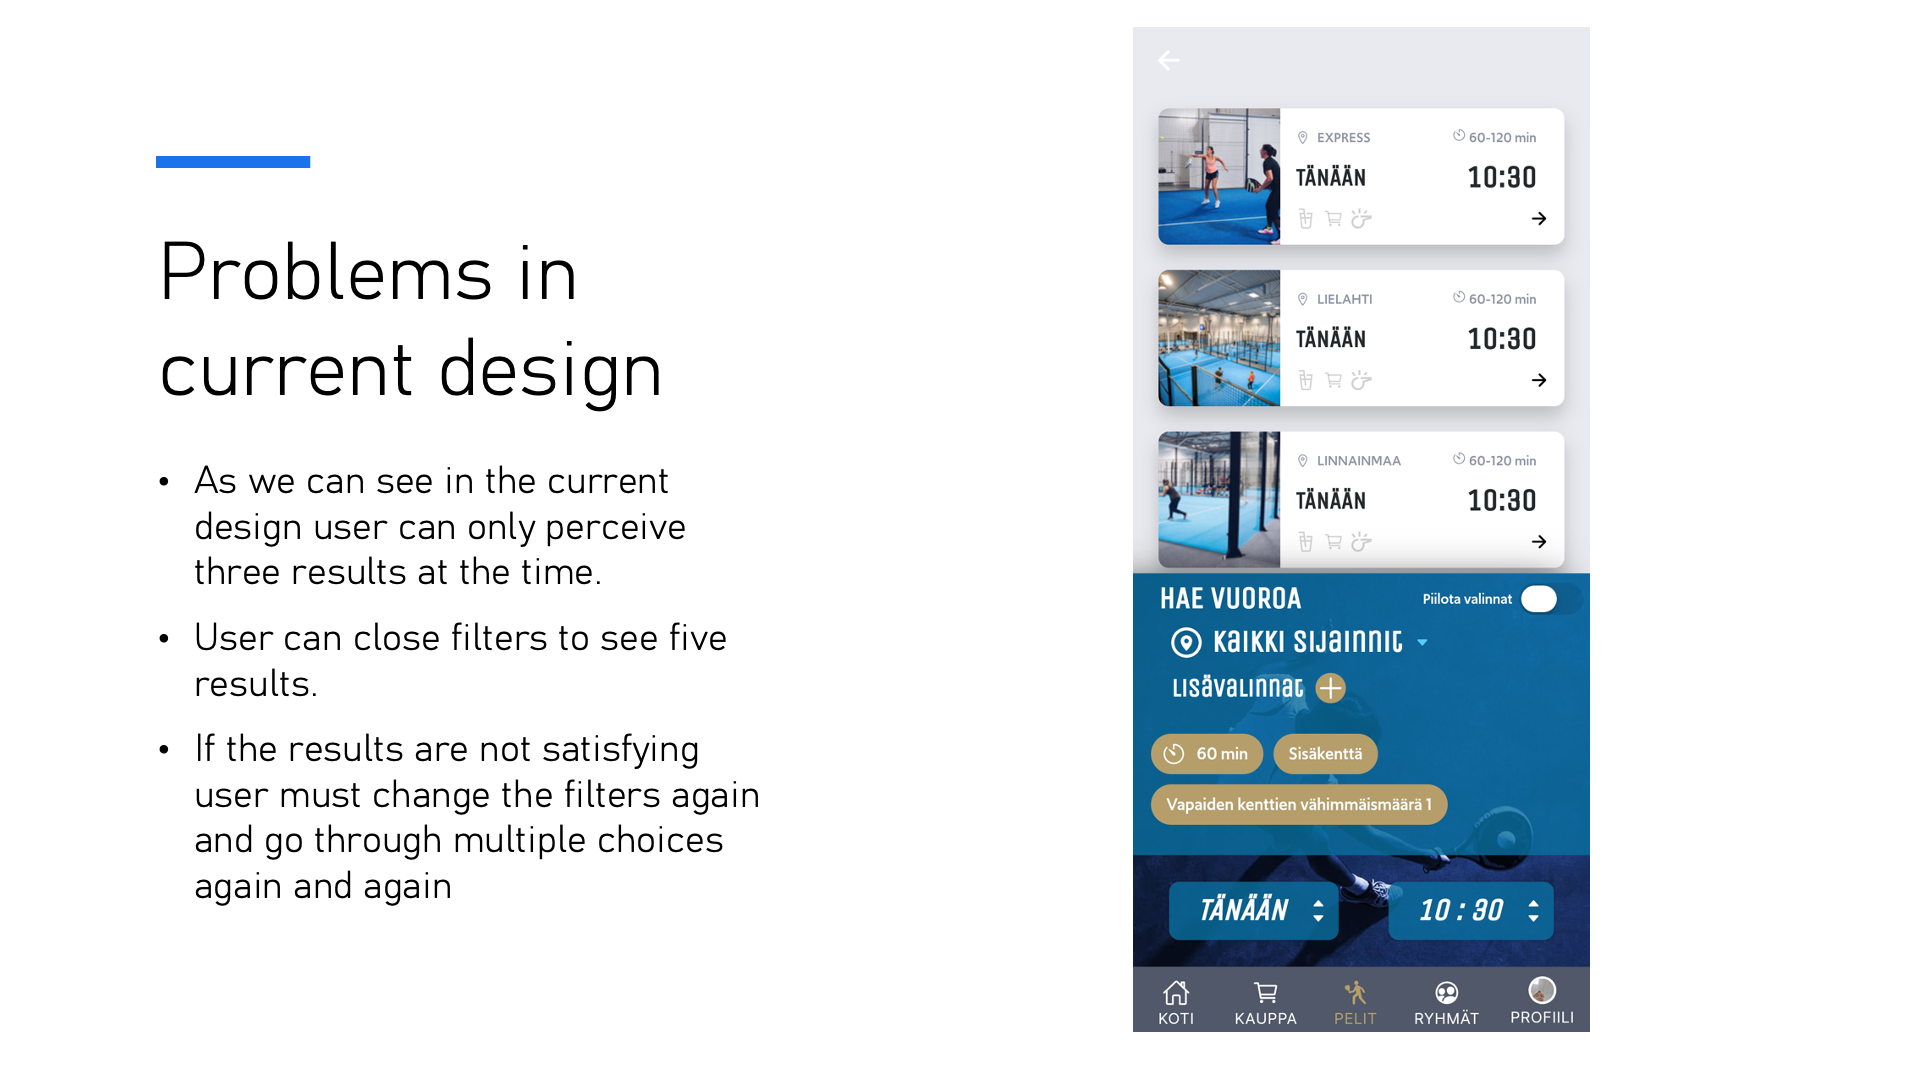 Problems in
current design
• As we can see in the current
design user can only perceive
three results at the time.
• User can close filters to see five
results.
• If the results are not satisfying
user must change the filters again
and go through multiple choices
again and again
EXPRESS 60-120 min
TÄNÄÄN 10:30
LIELAHTI 60-120 min
TÄNÄÄN 10:30
LINNAINMAA 60-120 min
TÄNÄÄN 10:30
HAE VUOROA Piilota valinnat
Kaikki sijainnit
Lisävalinnat
60 min Sisäkenttä
Vapaiden kenttien vähimmäismäärä 1
TÄNÄÄN 10 : 30
KOTI KAUPPA PELIT RYHMÄT PROFIILI